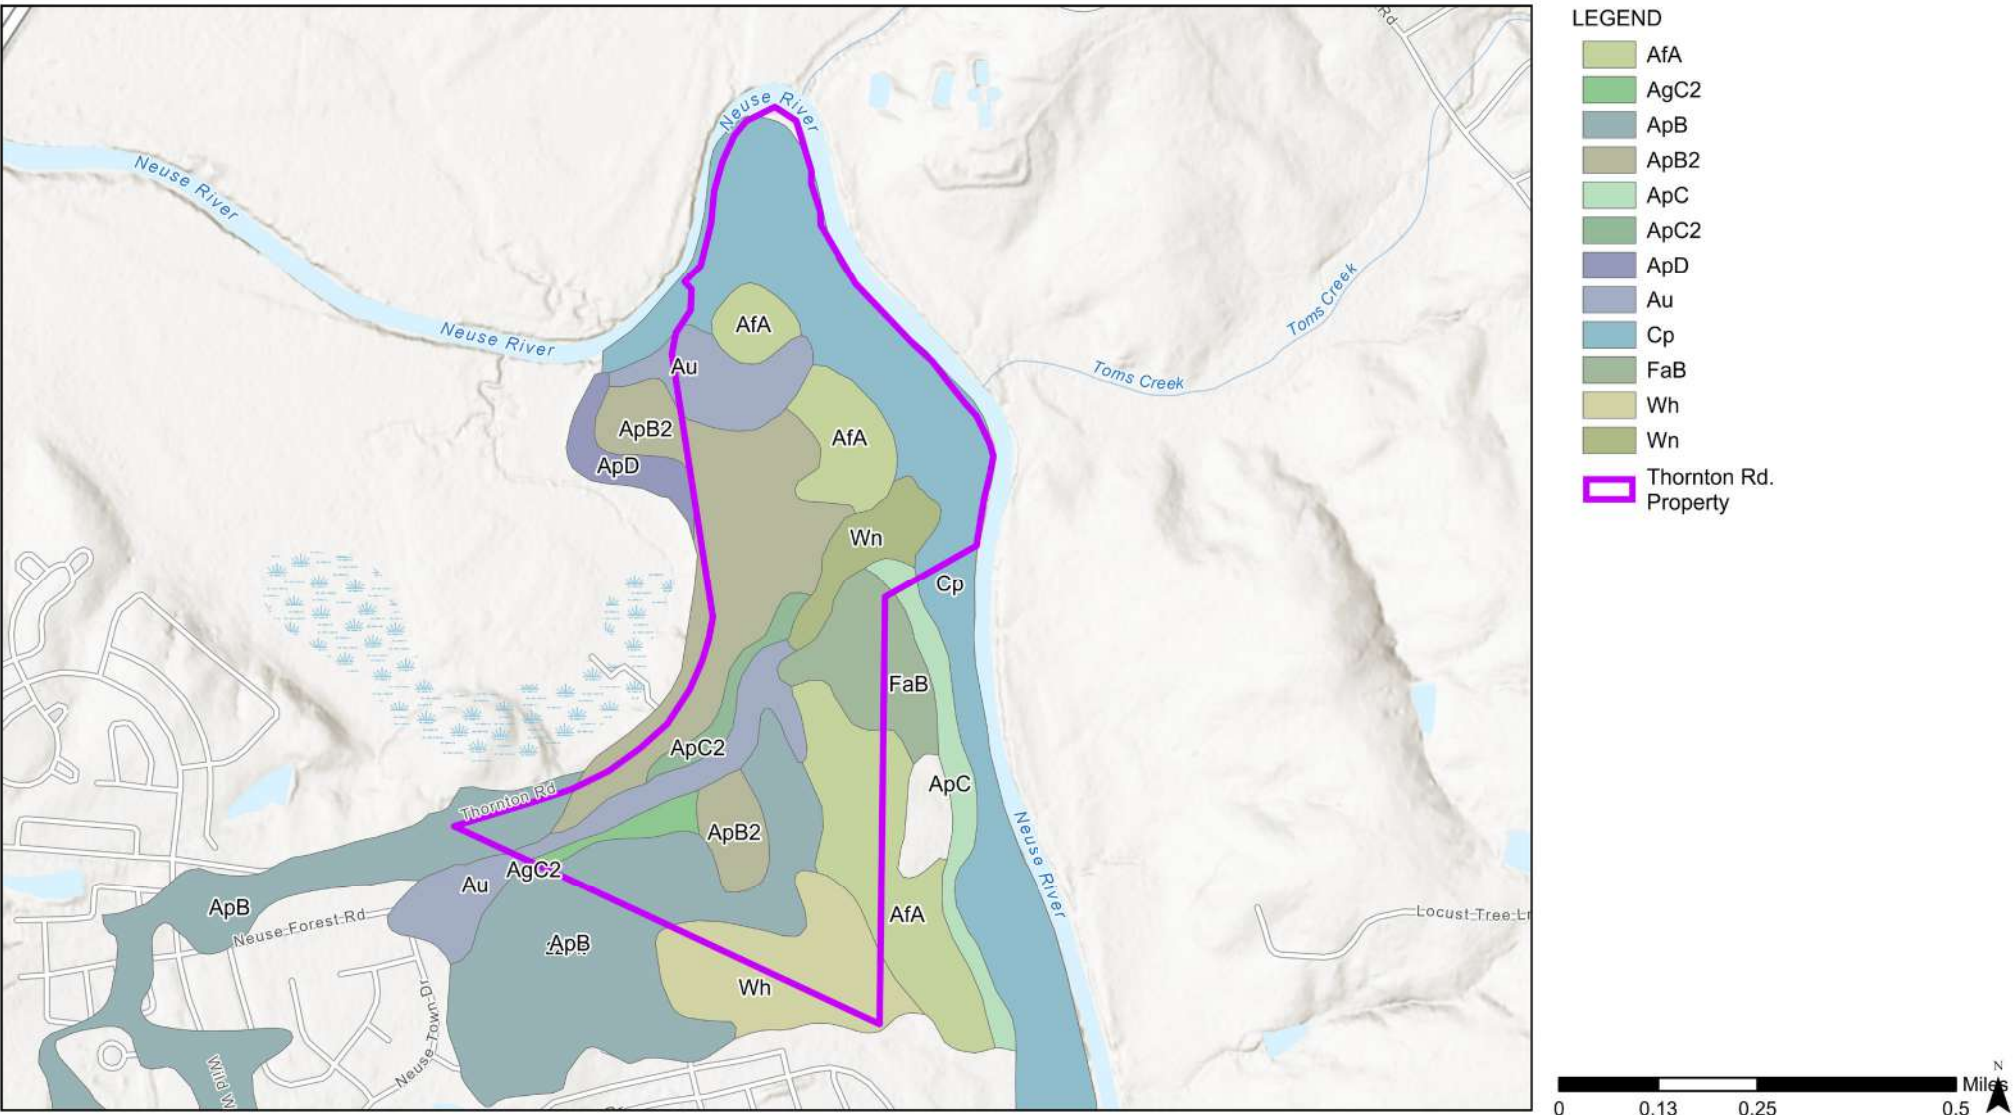 Rd
LEGEND
AfA
AgC2
ApB
ApB2
ApC
ApC2
ApD
Au
Cp
FaB
Wh
Wn
Thornton Rd.
Property
Neuse River
Neuse River
Neuse River
Toms Creek
Toms Creek
AfA
Au
ApB2
AfA
ApD
Wn
Cp
FaB
ApC2
ApC
Thornton Rd
ApB2
AgC2
Au
ApB
Neuse Forest Rd
AfA
Neuse River
Locust Tree Ln
ApB
Wh
Neuse Town Dr
Wild W
N
Miles
0
0.13
0.25
0.5